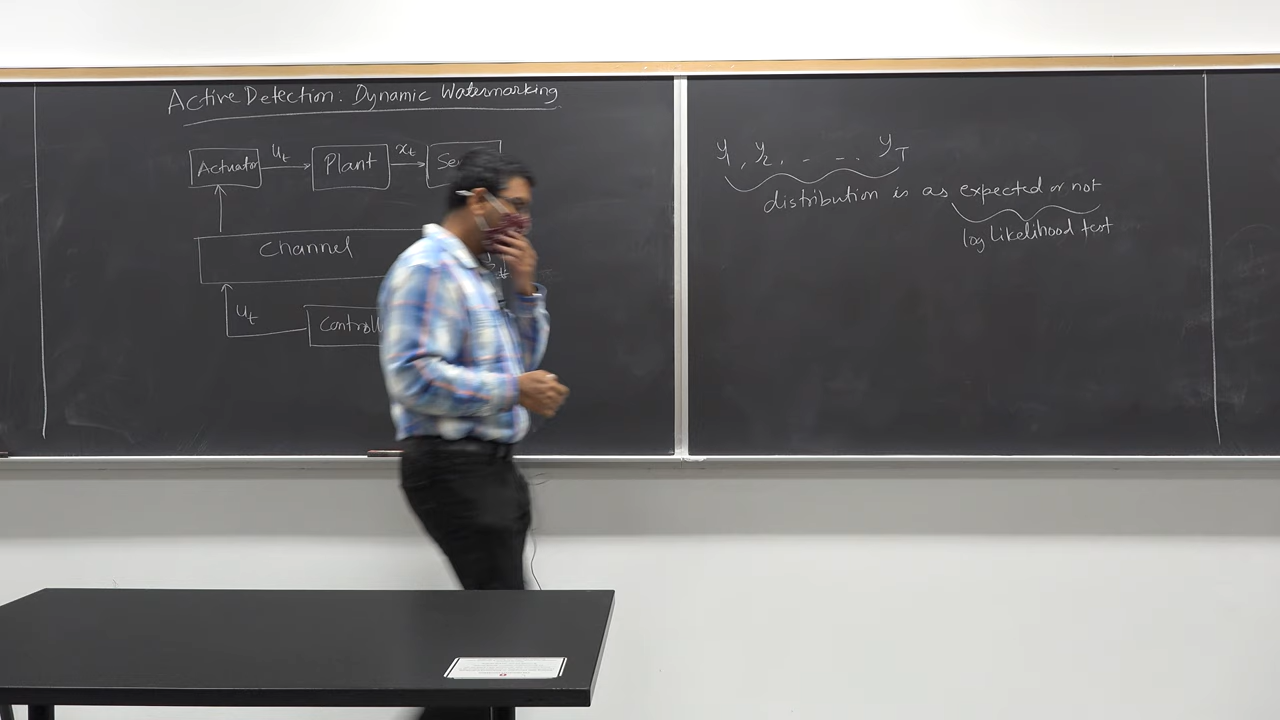 Active Detection: Dynamic Watermarking
Actuator u_t Plant x_t
Channel
u_t
y_1, y_2, - - -. y_T
distribution is as expected or not
log likelihood test